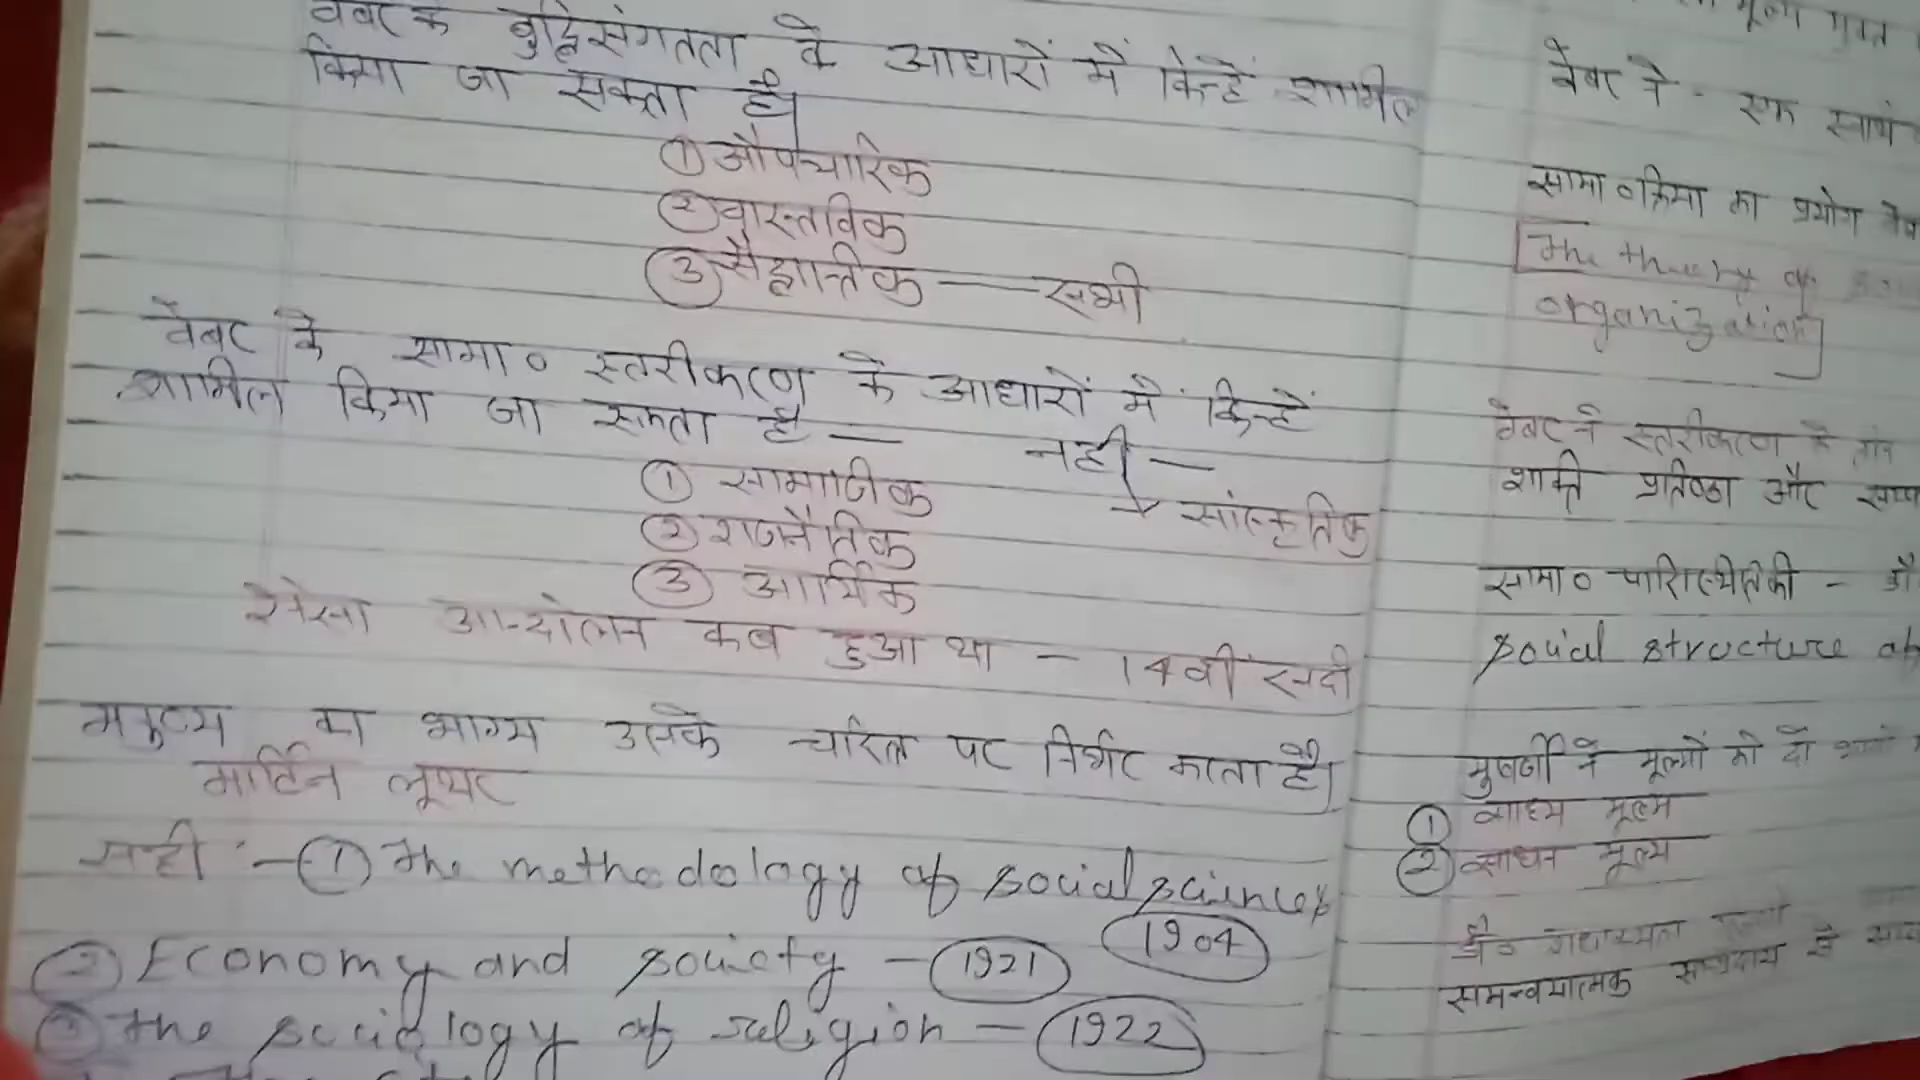 वेबर के बुद्धिसंगतता के आधारों में किन्हें शामिल
किया जा सकता है।
① औपचारिक
② वास्तविक
③ सैद्धान्तिक — सभी
वेबर के सामा० स्तरीकरण के आधारों में किन्हें
शामिल किया जा सकता है — नहीं —
→ सांस्कृतिक
① सामाजिक
② राजनैतिक
③ आर्थिक
आन्दोलन कब हुआ था - 14वीं सदी
मनुष्य का भाग्य उसके चरित्र पर निर्भर करता है।
मार्टिन लूथर
सही :- ① The methodology of social sciences
1904
② Economy and society - 1921
③ The sociology of religion - 1922
मूल्य मुक्त
वेबर ने - एक
सामा० क्रिया का प्रयोग
The theory of
organization]
वेबर ने स्तरीकरण के तीन
शक्ति प्रतिष्ठा और
सामा० पारिस्थितिकी -
social structure of
मुखर्जी ने मूल्यों को दो
① साध्य मूल्य
② साधन मूल्य
समन्वयात्मक सम्प्रदाय से